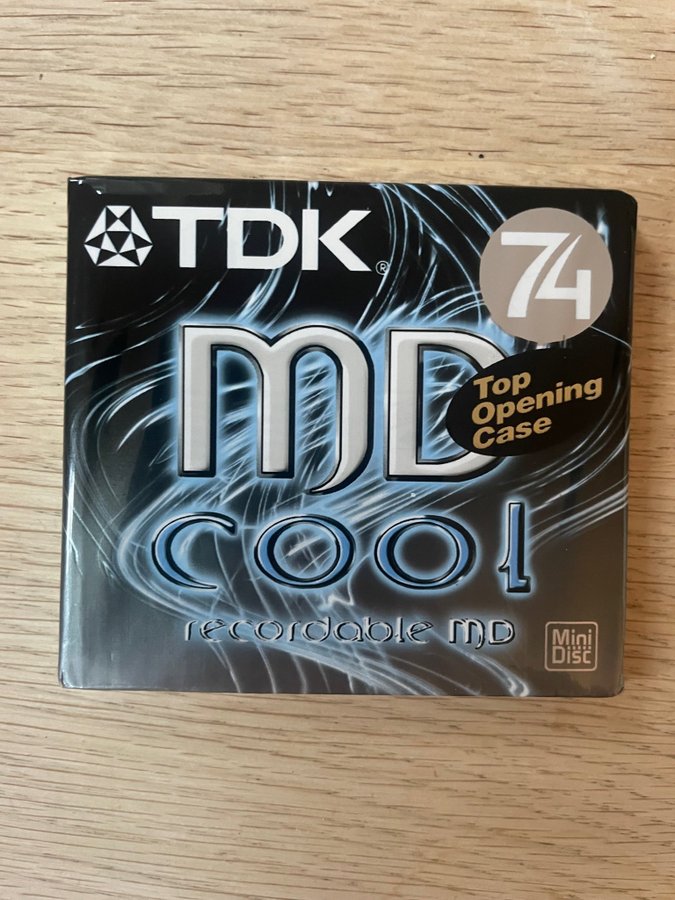 TDK®
74
MD
Top
Opening
Case
cool
recordable MD
Mini
Disc